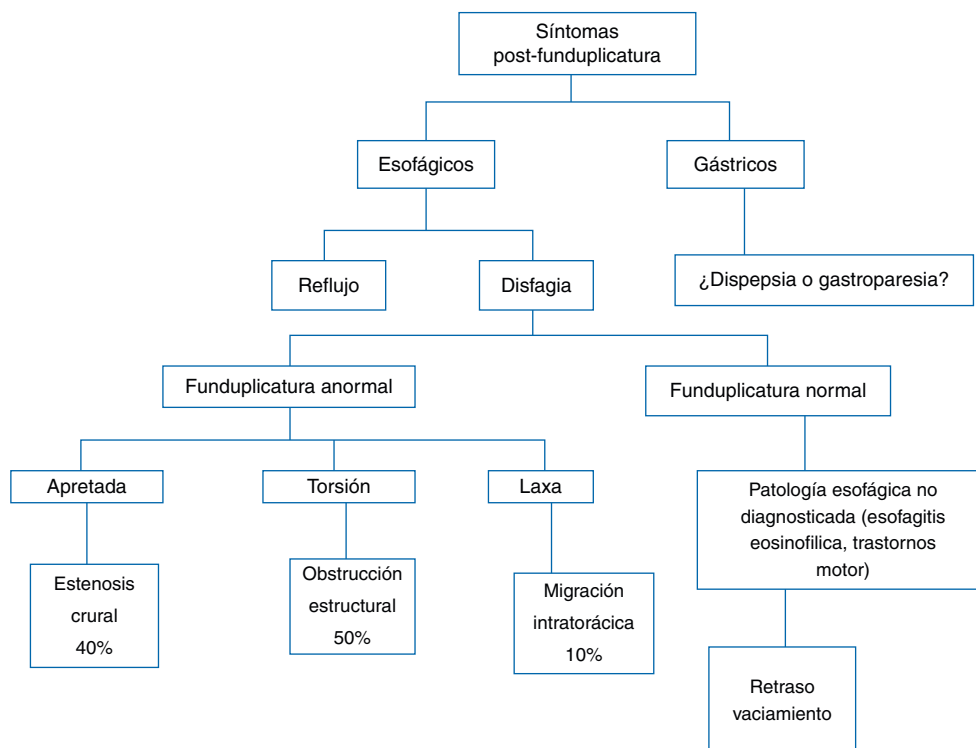 Síntomas
post-funduplicatura
Esofágicos
Gástricos
Reflujo
Disfagia
¿Dispepsia o gastroparesia?
Funduplicatura anormal
Funduplicatura normal
Apretada
Torsión
Laxa
Patología esofágica no
diagnosticada (esofagitis
eosinofilica, trastornos
motor)
Estenosis
crural
40%
Obstrucción
estructural
50%
Migración
intratorácica
10%
Retraso
vaciamiento